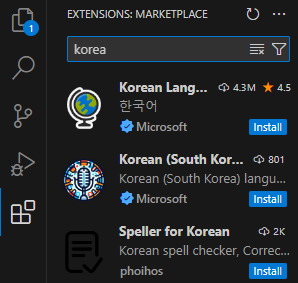 EXTENSIONS: MARKETPLACE
1
korea
Korean Lang... 4.3M 4.5
한국어
Microsoft Install
Korean (South Kor... 801
Korean (South Korea) langu...
Microsoft Install
Speller for Korean 2K
Korean spell checker, Correc...
phoihos Install